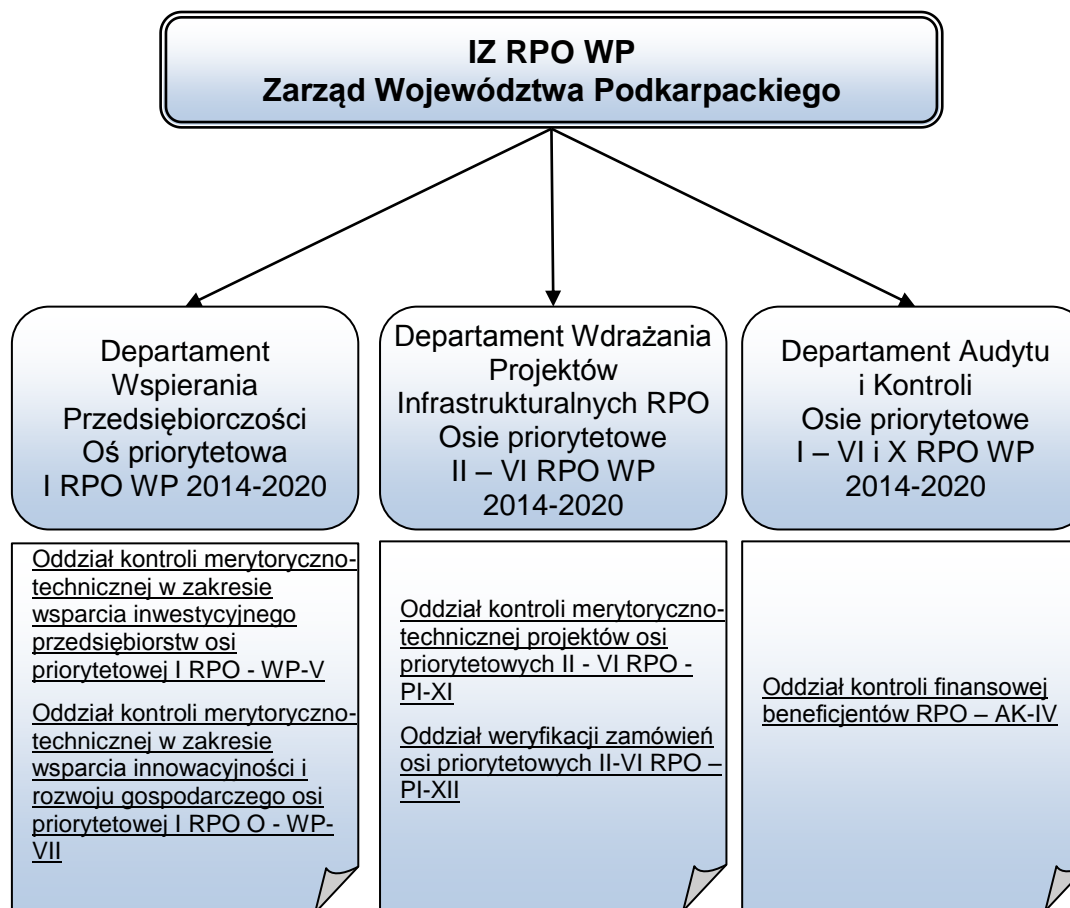 IZ RPO WP
Zarząd Województwa Podkarpackiego
Departament
Wspierania
Przedsiębiorczości
Oś priorytetowa
I RPO WP 2014-2020
Departament Wdrażania
Projektów
Infrastrukturalnych RPO
Osie priorytetowe
II – VI RPO WP
2014-2020
Departament Audytu
i Kontroli
Osie priorytetowe
I – VI i X RPO WP
2014-2020
Oddział kontroli merytoryczno-
technicznej w zakresie
wsparcia inwestycyjnego
przedsiębiorstw osi
priorytetowej I RPO - WP-V
Oddział kontroli merytoryczno-
technicznej w zakresie
wsparcia innowacyjności i
rozwoju gospodarczego osi
priorytetowej I RPO O - WP-
VII
Oddział kontroli merytoryczno-
technicznej projektów osi
priorytetowych II - VI RPO -
PI-XI
Oddział weryfikacji zamówień
osi priorytetowych II-VI RPO –
PI-XII
Oddział kontroli finansowej
beneficjentów RPO – AK-IV